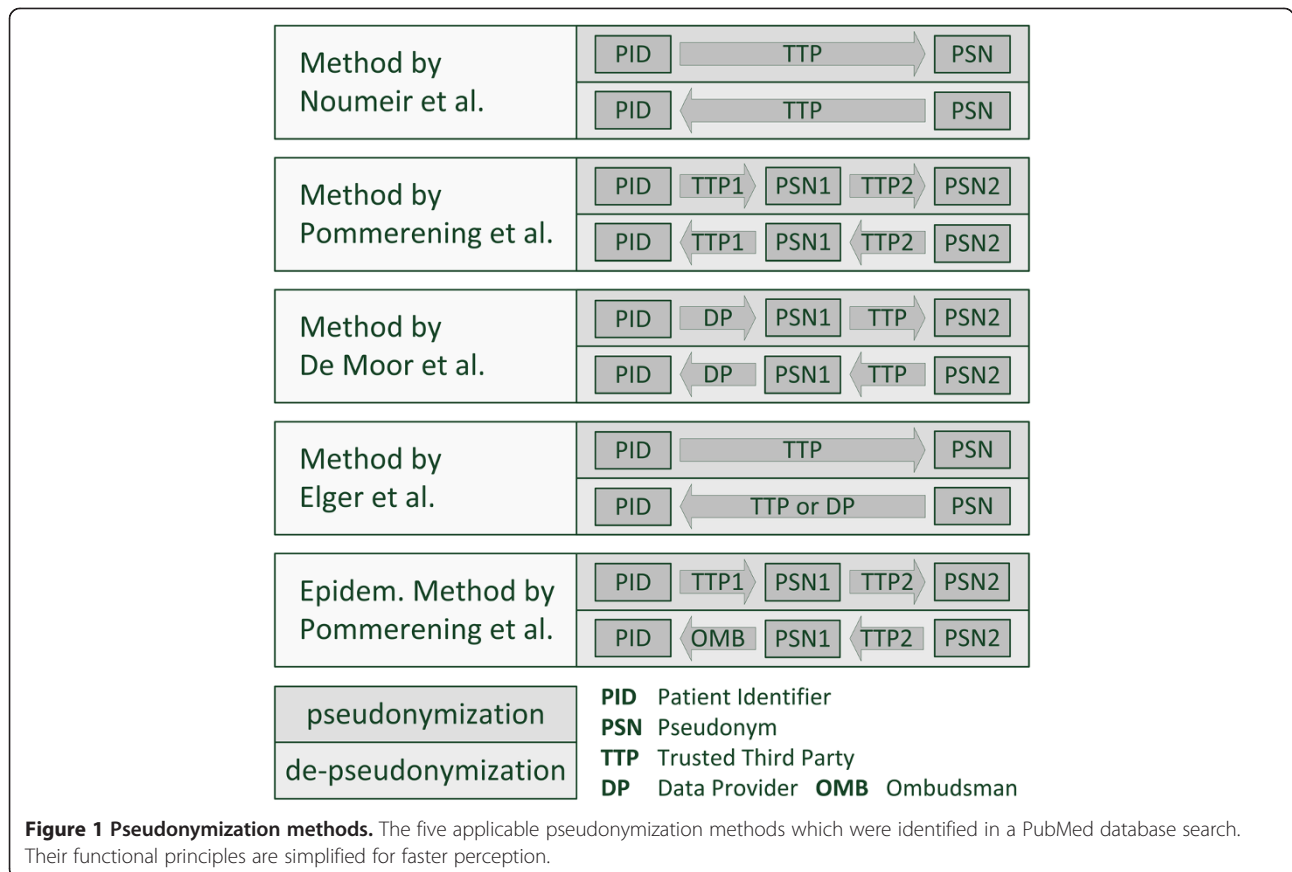 Method by
Noumeir et al.
PID TTP PSN
PID TTP PSN
Method by
Pommerening et al.
PID TTP1 PSN1 TTP2 PSN2
PID TTP1 PSN1 TTP2 PSN2
Method by
De Moor et al.
PID DP PSN1 TTP PSN2
PID DP PSN1 TTP PSN2
Method by
Elger et al.
PID TTP PSN
PID TTP or DP PSN
Epidem. Method by
Pommerening et al.
PID TTP1 PSN1 TTP2 PSN2
PID OMB PSN1 TTP2 PSN2
pseudonymization
de-pseudonymization
PID Patient Identifier
PSN Pseudonym
TTP Trusted Third Party
DP Data Provider OMB Ombudsman
Figure 1 Pseudonymization methods. The five applicable pseudonymization methods which were identified in a PubMed database search.
Their functional principles are simplified for faster perception.